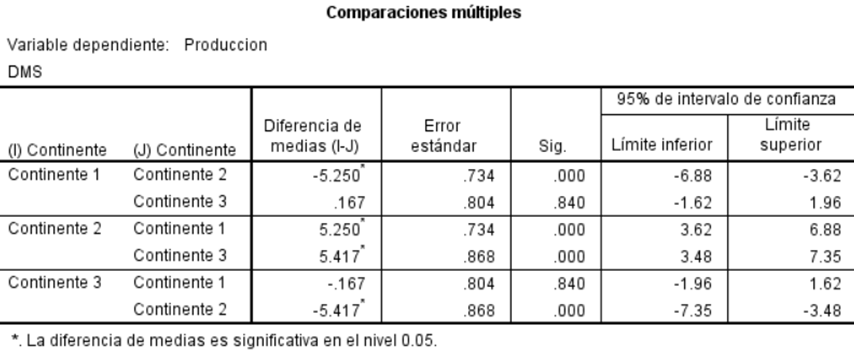 Comparaciones múltiples
Variable dependiente: Produccion
DMS
95% de intervalo de confianza
(I) Continente (J) Continente Diferencia de medias (I-J) Error estándar Sig. Límite inferior Límite superior
Continente 1 Continente 2 -5.250* .734 .000 -6.88 -3.62
Continente 3 .167 .804 .840 -1.62 1.96
Continente 2 Continente 1 5.250* .734 .000 3.62 6.88
Continente 3 5.417* .868 .000 3.48 7.35
Continente 3 Continente 1 -.167 .804 .840 -1.96 1.62
Continente 2 -5.417* .868 .000 -7.35 -3.48
*. La diferencia de medias es significativa en el nivel 0.05.